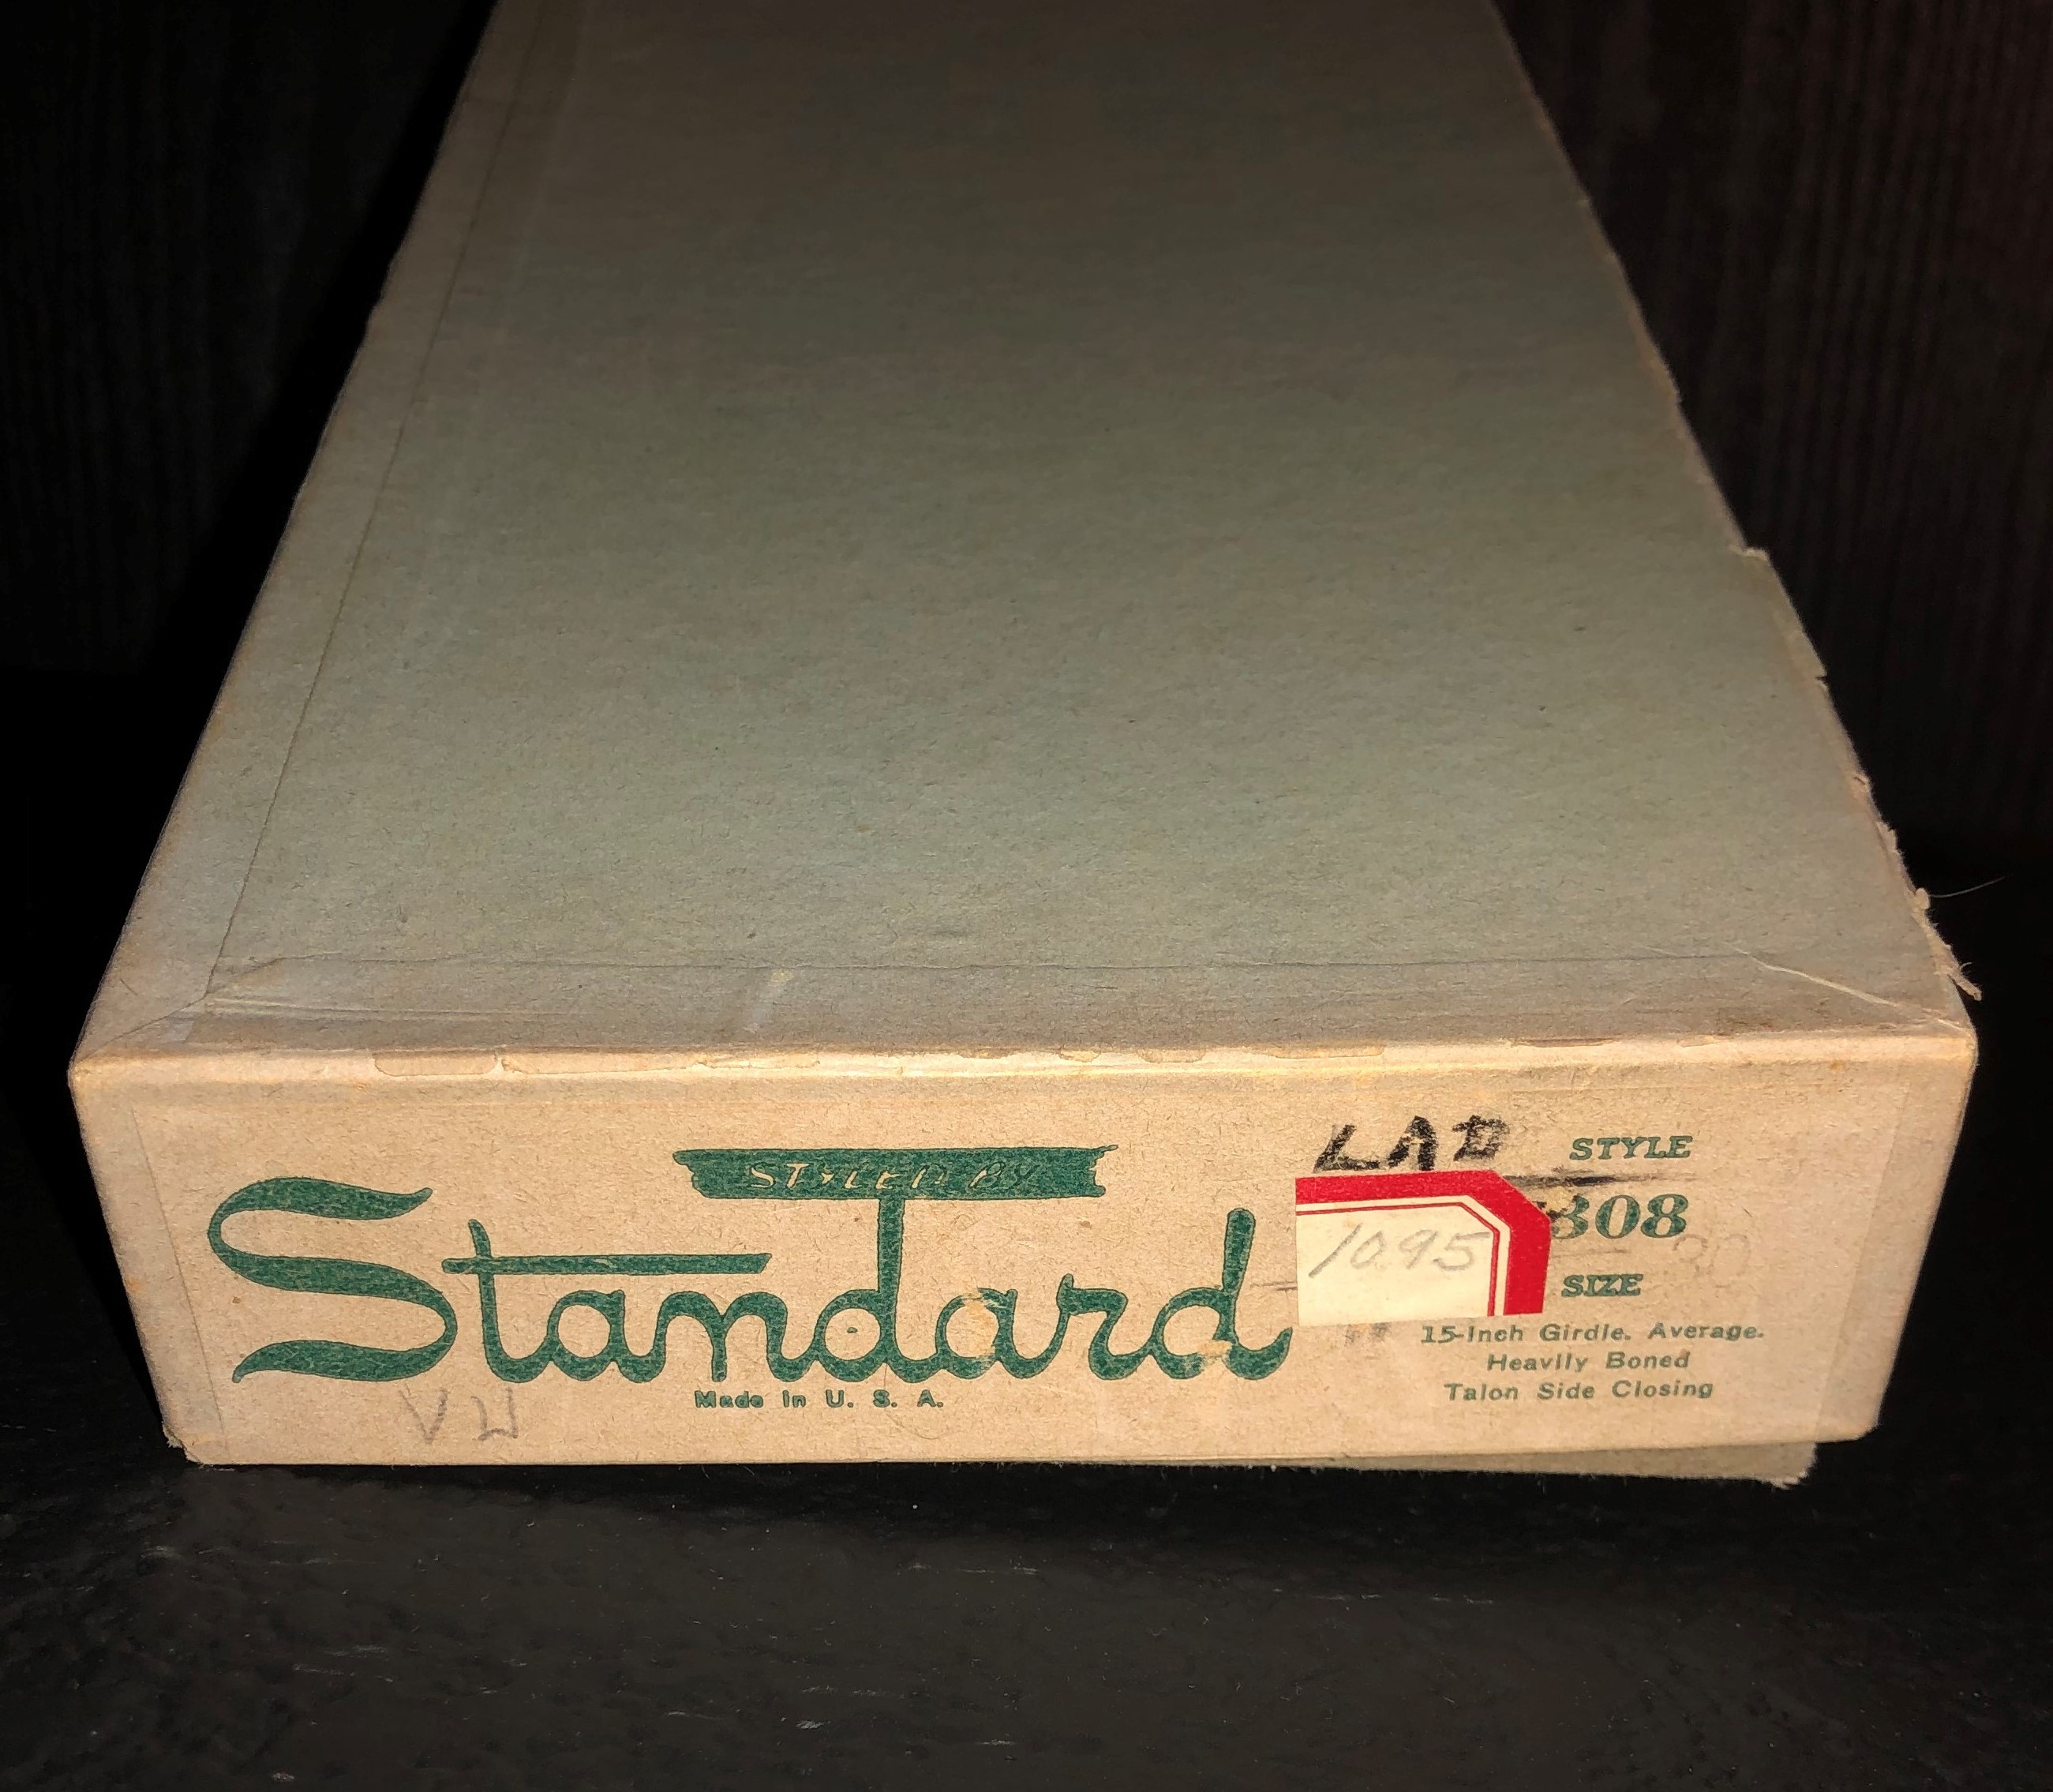 STYLED BY
Standard
Made in U. S. A.
V W
LAD
1095
STYLE
808
SIZE
30
15-Inch Girdle. Average.
Heavily Boned
Talon Side Closing